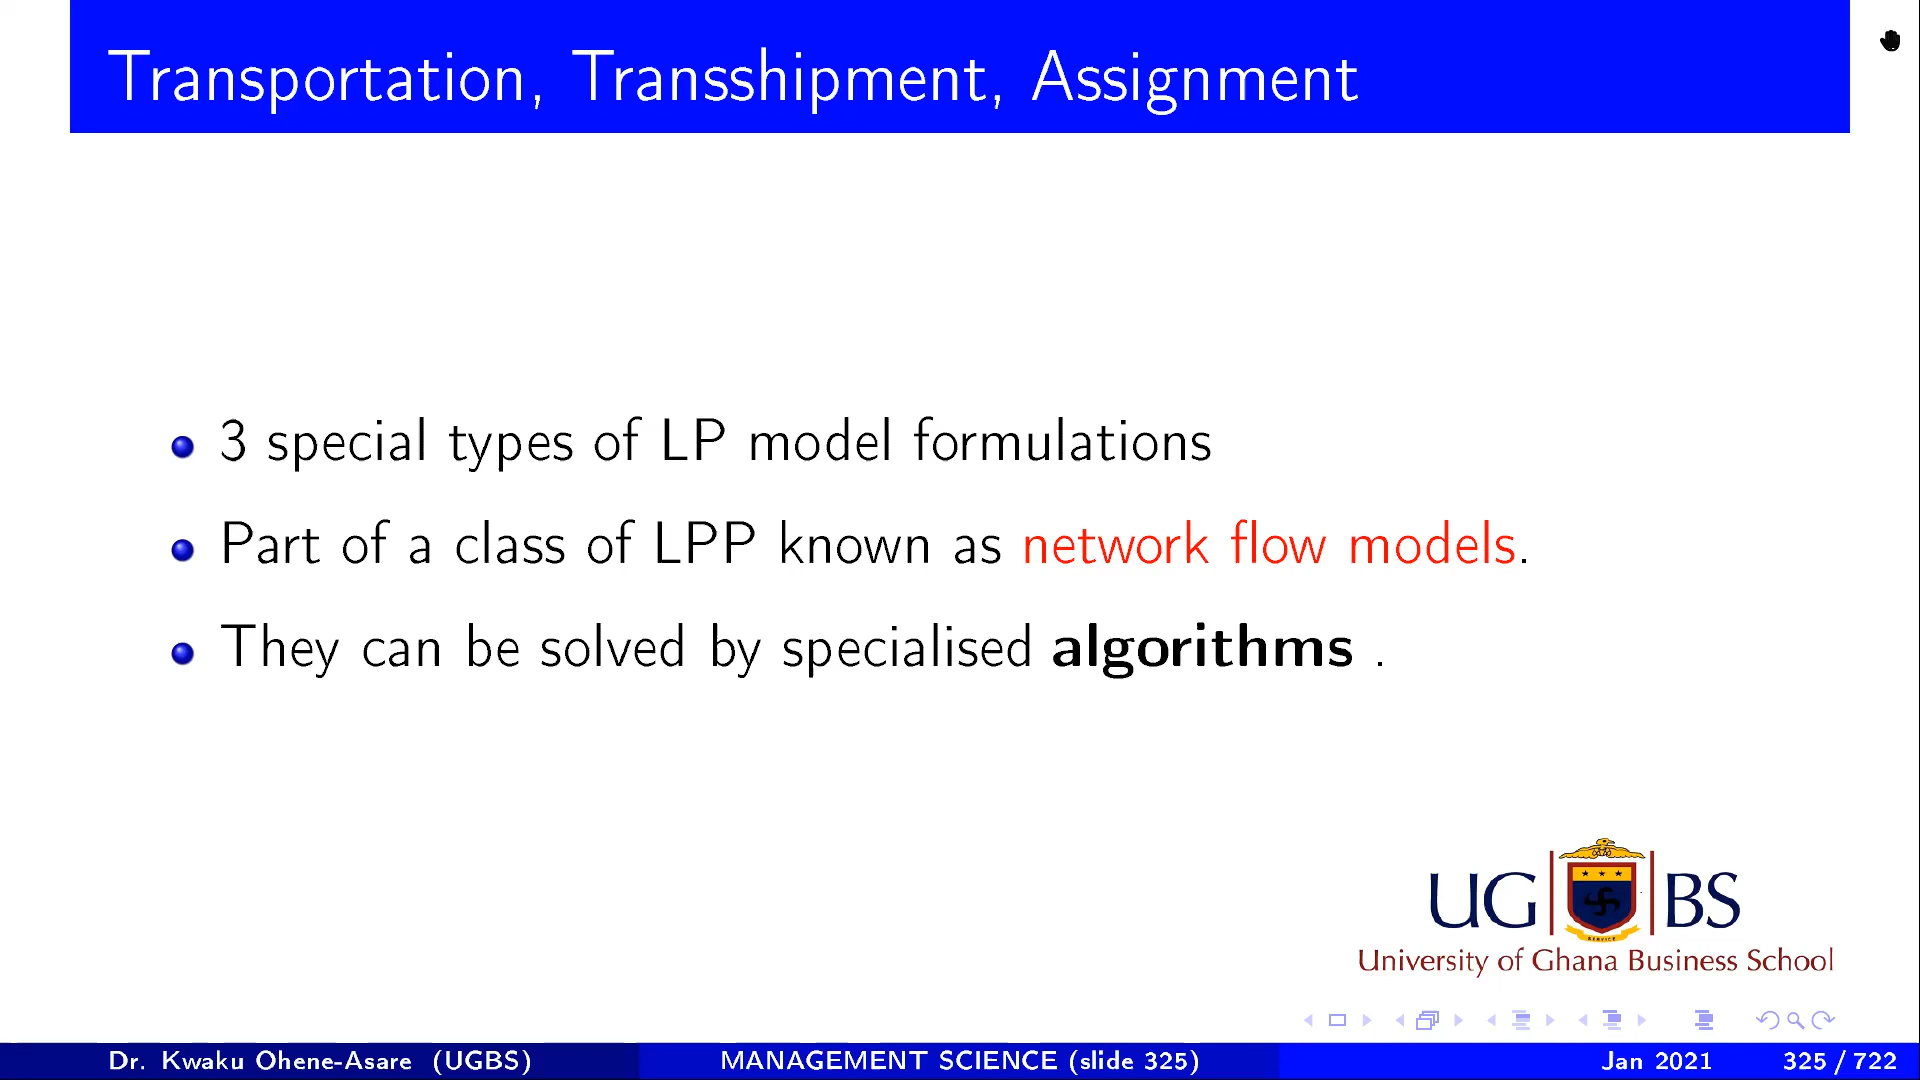 Transportation, Transshipment, Assignment
3 special types of LP model formulations
Part of a class of LPP known as network flow models.
They can be solved by specialised algorithms .
UG BS
SERVICE
University of Ghana Business School
Dr. Kwaku Ohene-Asare (UGBS) MANAGEMENT SCIENCE (slide 325) Jan 2021 325 / 722